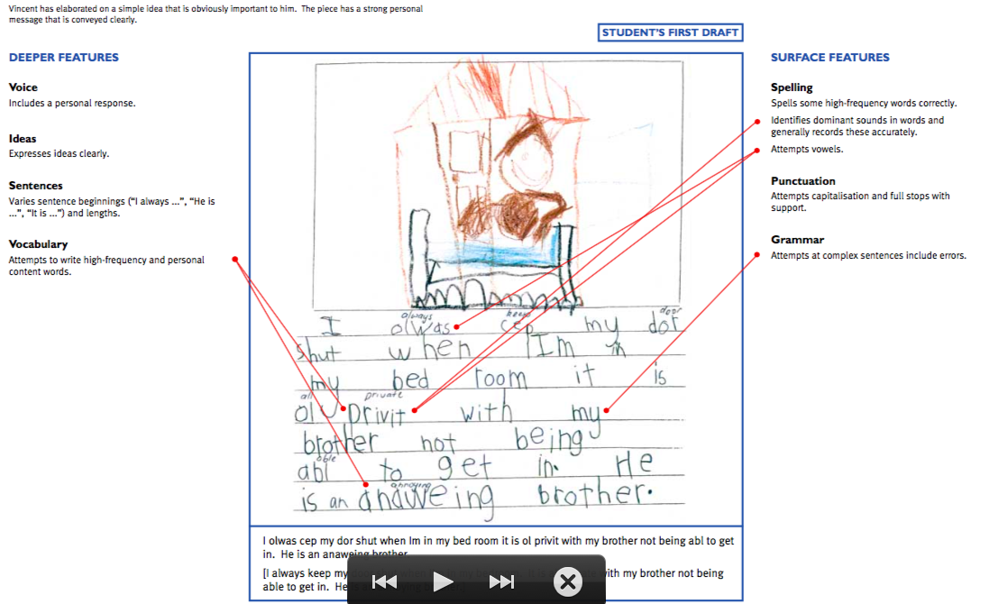 Vincent has elaborated on a simple idea that is obviously important to him. The piece has a strong personal
message that is conveyed clearly.
STUDENT'S FIRST DRAFT
DEEPER FEATURES
Voice
Includes a personal response.
Ideas
Expresses ideas clearly.
Sentences
Varies sentence beginnings ("I always ...", "He is
...", "It is ...") and lengths.
Vocabulary
Attempts to write high-frequency and personal
content words.
always keep door
I olwas cep my dor
shut when Im in
my bed room it is
all private
ol privit with my
brother not being
able
abl to get in. He
annoying
is an anaweing brother.
I olwas cep my dor shut when Im in my bed room it is ol privit with my brother not being abl to get
in. He is an anaweing brother
[I always keep my with my brother not being
able to get in. He
SURFACE FEATURES
Spelling
Spells some high-frequency words correctly.
Identifies dominant sounds in words and
generally records these accurately.
Attempts vowels.
Punctuation
Attempts capitalisation and full stops with
support.
Grammar
Attempts at complex sentences include errors.